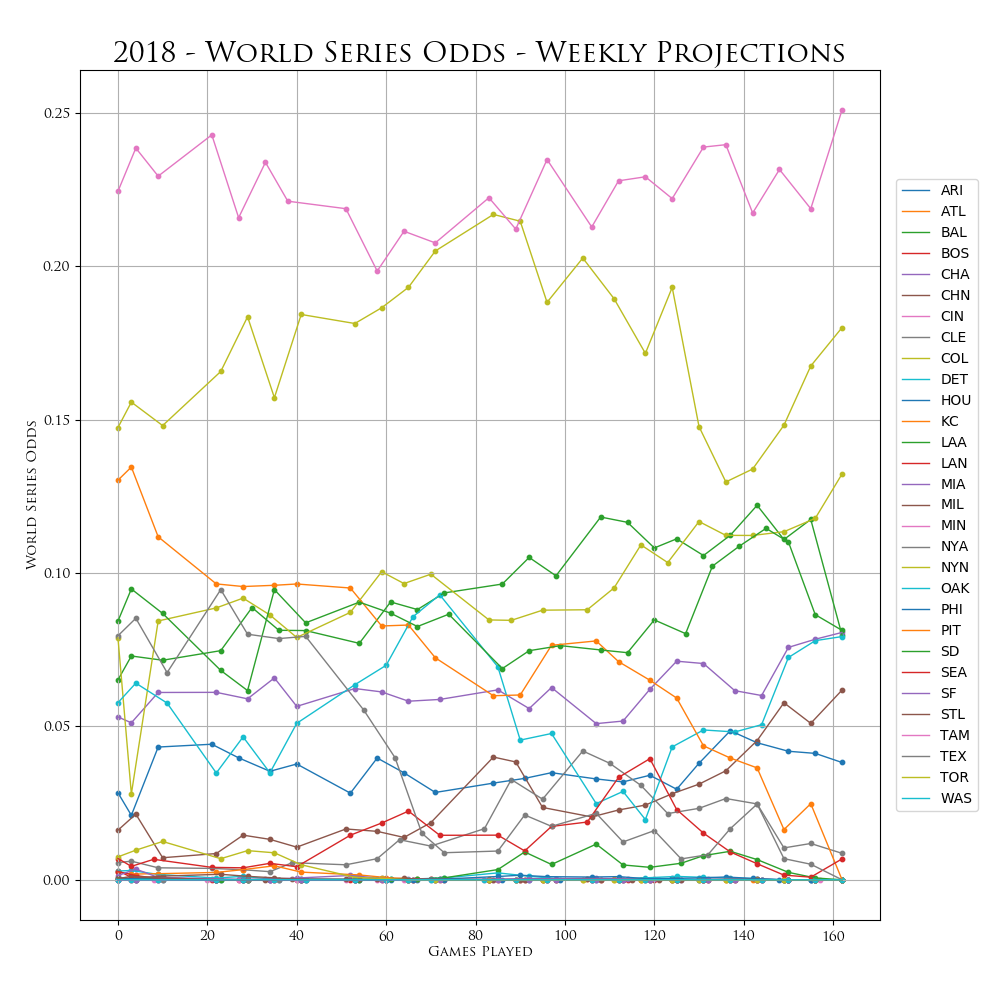 2018 - World Series Odds - Weekly Projections
0.25
0.20
0.15
0.10
0.05
0.00
World Series Odds
0 20 40 60 80 100 120 140 160
Games Played
ARI
ATL
BAL
BOS
CHA
CHN
CIN
CLE
COL
DET
HOU
KC
LAA
LAN
MIA
MIL
MIN
NYA
NYN
OAK
PHI
PIT
SD
SEA
SF
STL
TAM
TEX
TOR
WAS